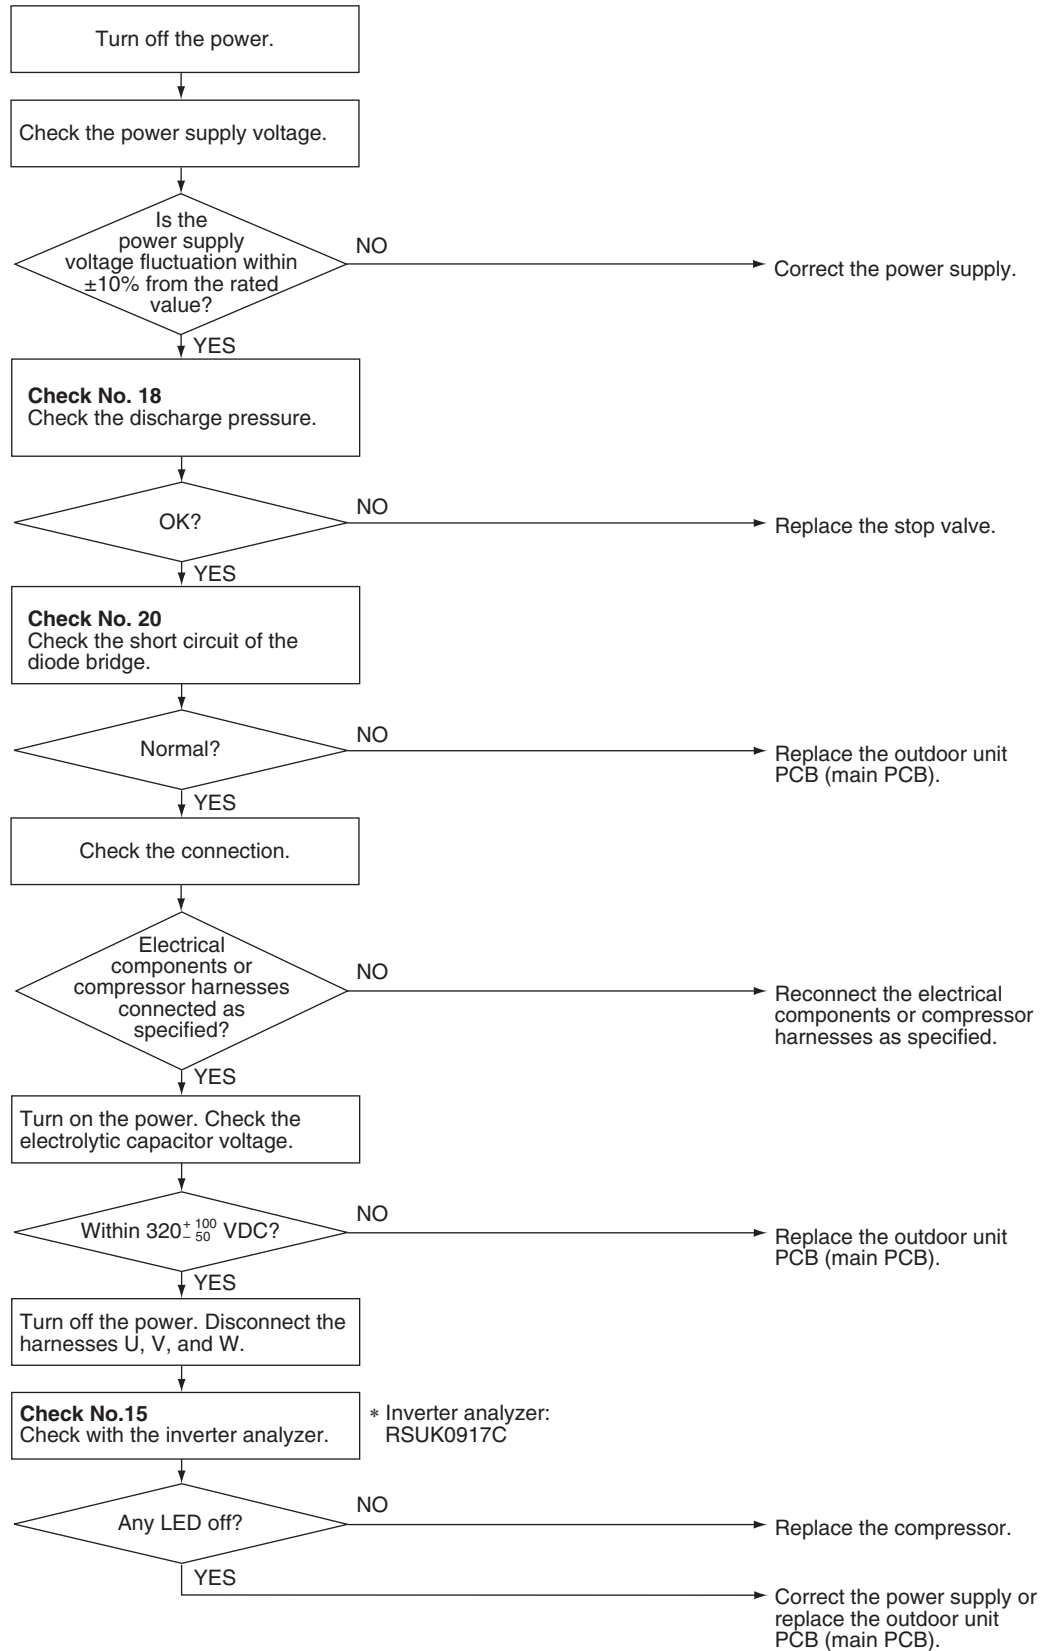 Turn off the power.
Check the power supply voltage.
Is the
power supply
voltage fluctuation within
±10% from the rated
value?
NO
Correct the power supply.
YES
Check No. 18
Check the discharge pressure.
OK?
NO
Replace the stop valve.
YES
Check No. 20
Check the short circuit of the
diode bridge.
Normal?
NO
Replace the outdoor unit
PCB (main PCB).
YES
Check the connection.
Electrical
components or
compressor harnesses
connected as
specified?
NO
Reconnect the electrical
components or compressor
harnesses as specified.
YES
Turn on the power. Check the
electrolytic capacitor voltage.
Within 320 + 100 − 50 VDC?
NO
Replace the outdoor unit
PCB (main PCB).
YES
Turn off the power. Disconnect the
harnesses U, V, and W.
Check No.15
Check with the inverter analyzer.
* Inverter analyzer:
RSUK0917C
Any LED off?
NO
Replace the compressor.
YES
Correct the power supply or
replace the outdoor unit
PCB (main PCB).